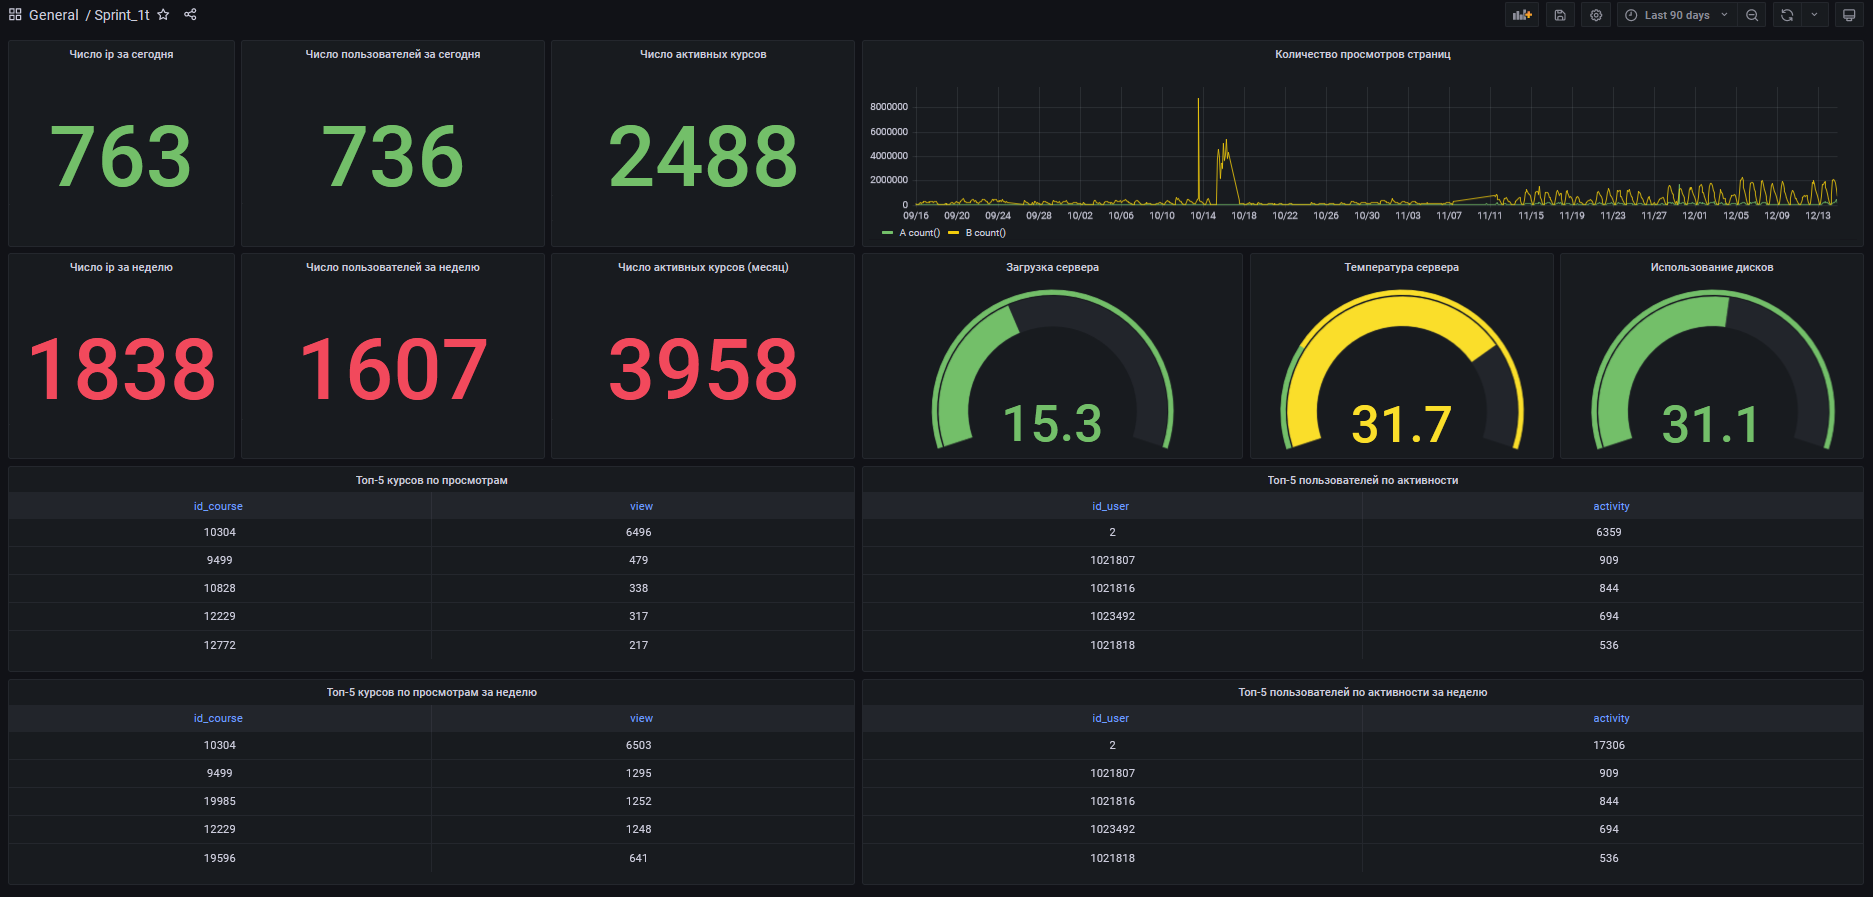 General / Sprint_1t
Last 90 days
Число ip за сегодня
763
Число пользователей за сегодня
736
Число активных курсов
2488
Количество просмотров страниц
8000000
6000000
4000000
2000000
0
09/16 09/20 09/24 09/28 10/02 10/06 10/10 10/14 10/18 10/22 10/26 10/30 11/03 11/07 11/11 11/15 11/19 11/23 11/27 12/01 12/05 12/09 12/13
A count() B count()
Число ip за неделю
1838
Число пользователей за неделю
1607
Число активных курсов (месяц)
3958
Загрузка сервера
15.3
Температура сервера
31.7
Использование дисков
31.1
Топ-5 курсов по просмотрам
id_course view
10304 6496
9499 479
10828 338
12229 317
12772 217
Топ-5 пользователей по активности
id_user activity
2 6359
1021807 909
1021816 844
1023492 694
1021818 536
Топ-5 курсов по просмотрам за неделю
id_course view
10304 6503
9499 1295
19985 1252
12229 1248
19596 641
Топ-5 пользователей по активности за неделю
id_user activity
2 17306
1021807 909
1021816 844
1023492 694
1021818 536